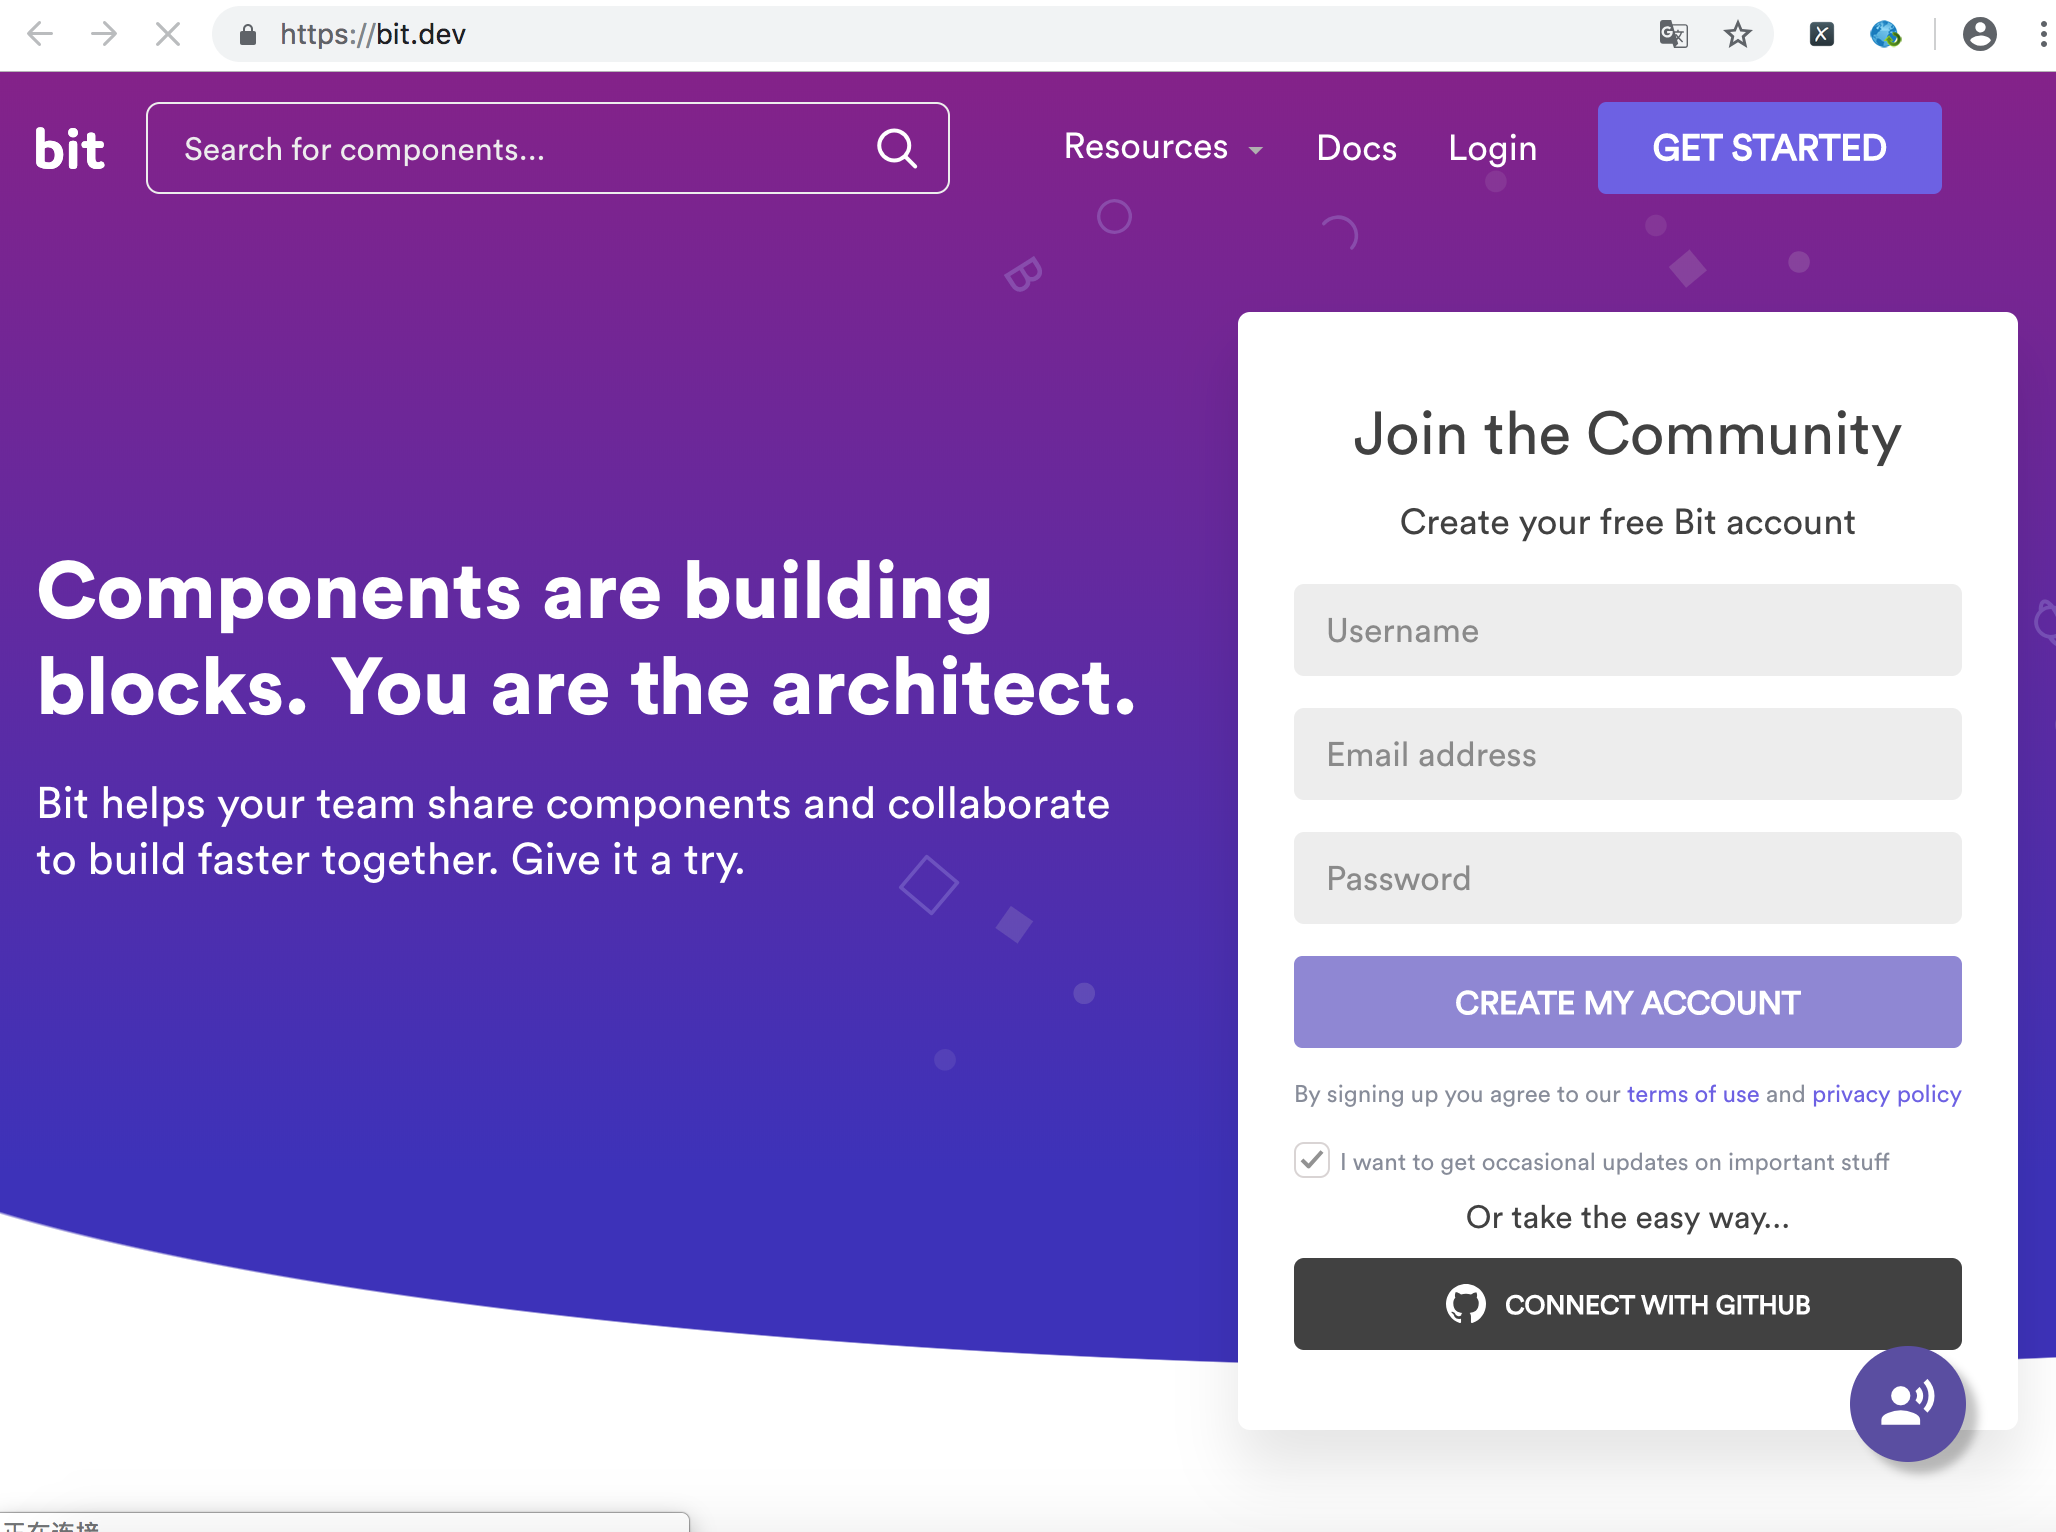 https://bit.dev
bit
Search for components...
Resources
Docs
Login
GET STARTED
Components are building
blocks. You are the architect.
Bit helps your team share components and collaborate
to build faster together. Give it a try.
Join the Community
Create your free Bit account
Username
Email address
Password
CREATE MY ACCOUNT
By signing up you agree to our terms of use and privacy policy
I want to get occasional updates on important stuff
Or take the easy way...
CONNECT WITH GITHUB
正在连接